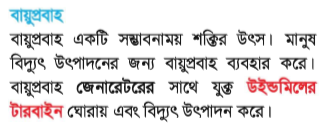 বায়ুপ্রবাহ
বায়ুপ্রবাহ একটি সম্ভাবনাময় শক্তির উৎস। মানুষ
বিদ্যুৎ উৎপাদনের জন্য বায়ুপ্রবাহ ব্যবহার করে।
বায়ুপ্রবাহ জেনারেটরের সাথে যুক্ত উইন্ডমিলের
টারবাইন ঘোরায় এবং বিদ্যুৎ উৎপাদন করে।